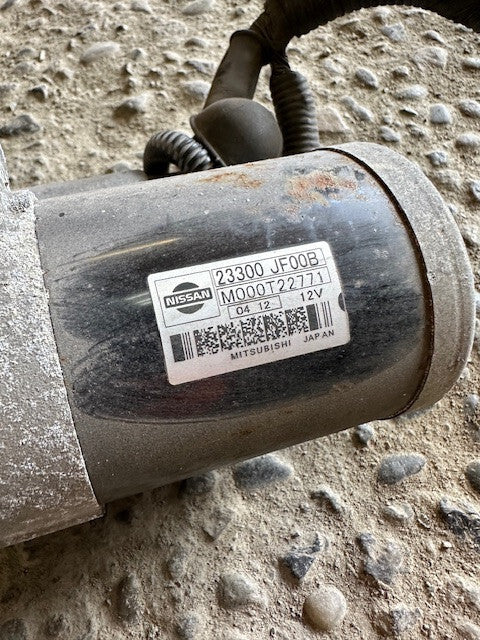 23300 JF00B
NISSAN
M000T22771
04 12 12V
MITSUBISHI JAPAN